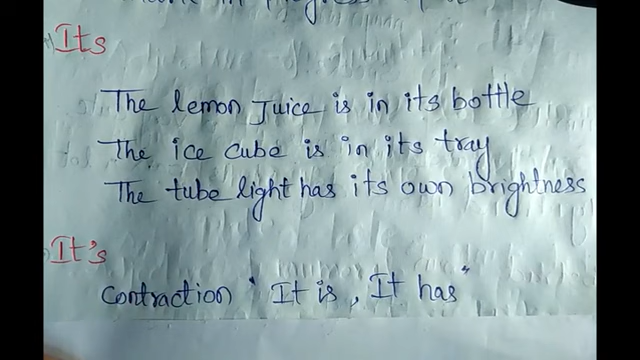 Its
The lemon Juice is in its bottle
The ice cube is in its tray
The tube light has its own brightness
It's
contraction "It is, It has"